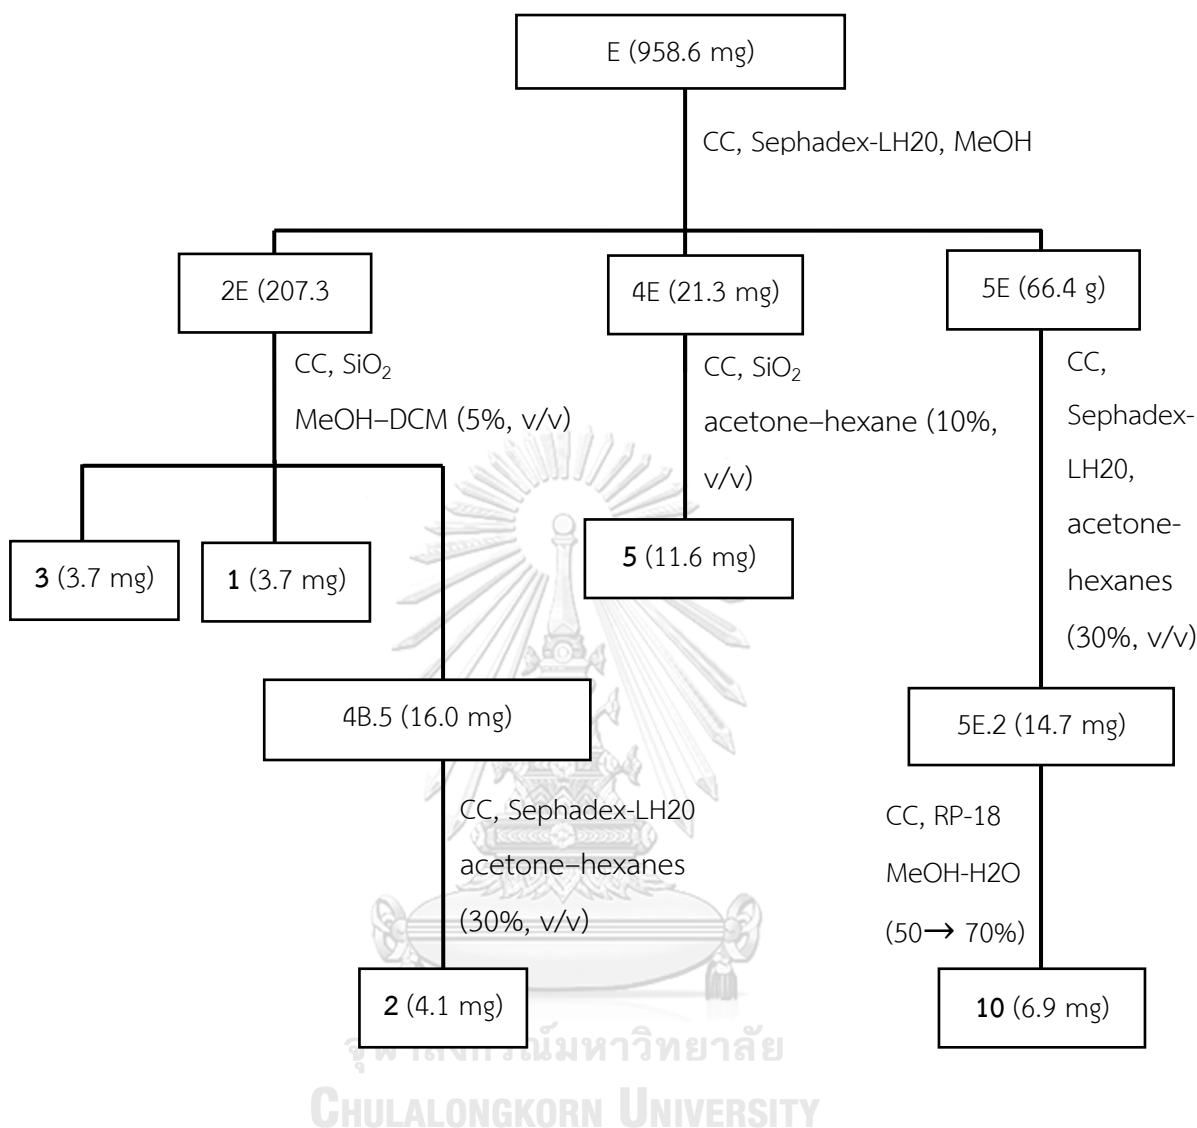 E (958.6 mg)
CC, Sephadex-LH20, MeOH
2E (207.3
4E (21.3 mg)
5E (66.4 g)
CC, SiO₂
MeOH–DCM (5%, v/v)
CC, SiO₂
acetone–hexane (10%,
v/v)
CC,
Sephadex-
LH20,
acetone-
hexanes
(30%, v/v)
3 (3.7 mg)
1 (3.7 mg)
5 (11.6 mg)
4B.5 (16.0 mg)
5E.2 (14.7 mg)
CC, Sephadex-LH20
acetone–hexanes
(30%, v/v)
CC, RP-18
MeOH-H2O
(50→ 70%)
2 (4.1 mg)
10 (6.9 mg)
จุฬาลงกรณ์มหาวิทยาลัย
CHULALONGKORN UNIVERSITY